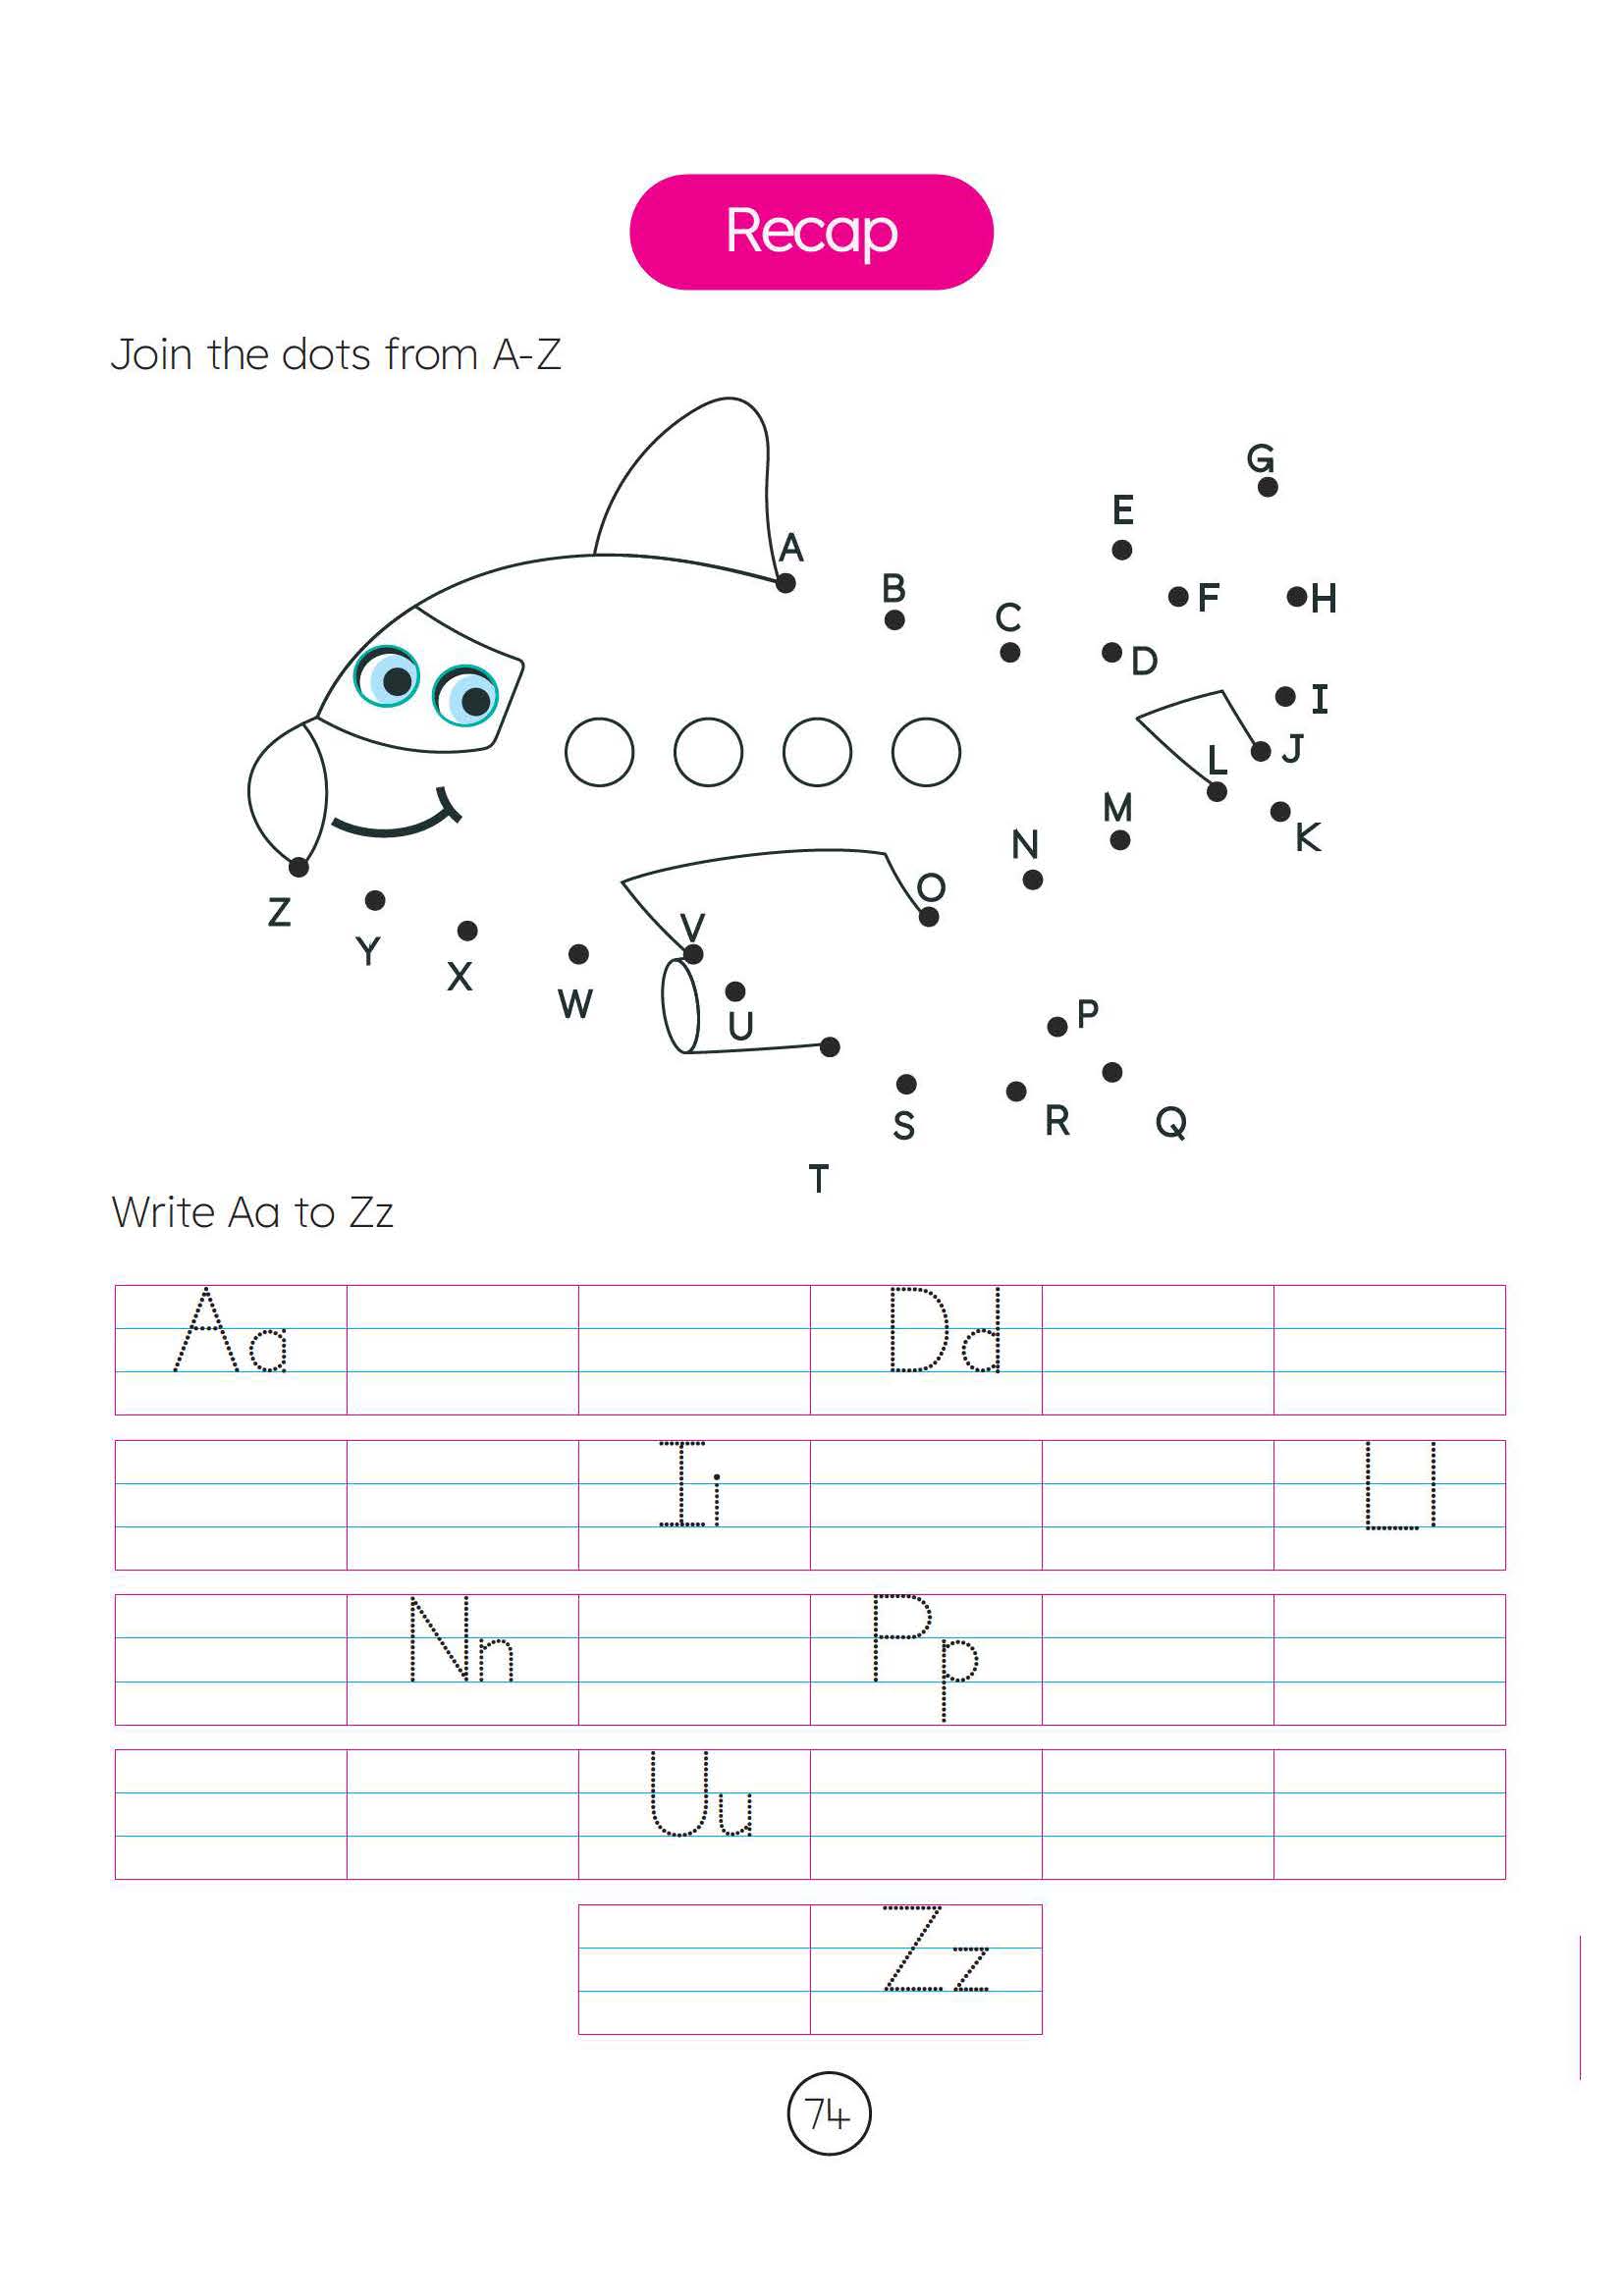 Recap
Join the dots from A-Z
G
E
A
B
F
H
C
D
I
J
L
M
K
N
O
Z
V
Y
X
W
U
P
S
R
Q
T
Write Aa to Zz
Aa Dd
Ii Ll
Nn Pp
Uu
Zz
74